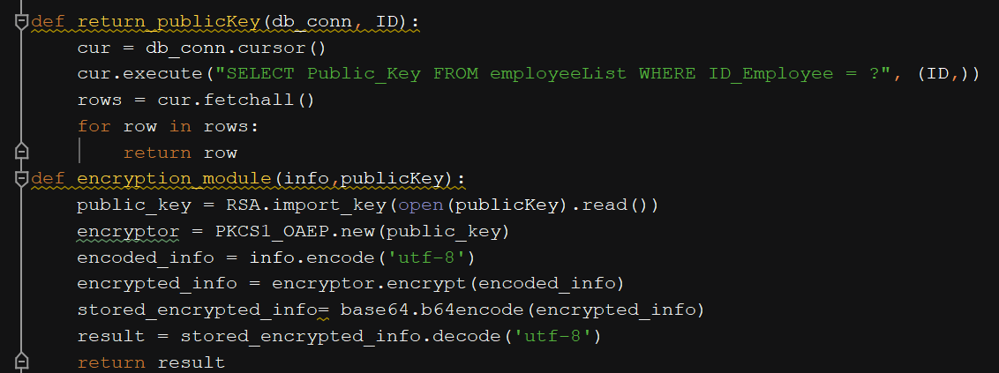 def return_publicKey(db_conn, ID):
    cur = db_conn.cursor()
    cur.execute("SELECT Public_Key FROM employeeList WHERE ID_Employee = ?", (ID,))
    rows = cur.fetchall()
    for row in rows:
        return row
def encryption_module(info,publicKey):
    public_key = RSA.import_key(open(publicKey).read())
    encryptor = PKCS1_OAEP.new(public_key)
    encoded_info = info.encode('utf-8')
    encrypted_info = encryptor.encrypt(encoded_info)
    stored_encrypted_info= base64.b64encode(encrypted_info)
    result = stored_encrypted_info.decode('utf-8')
    return result